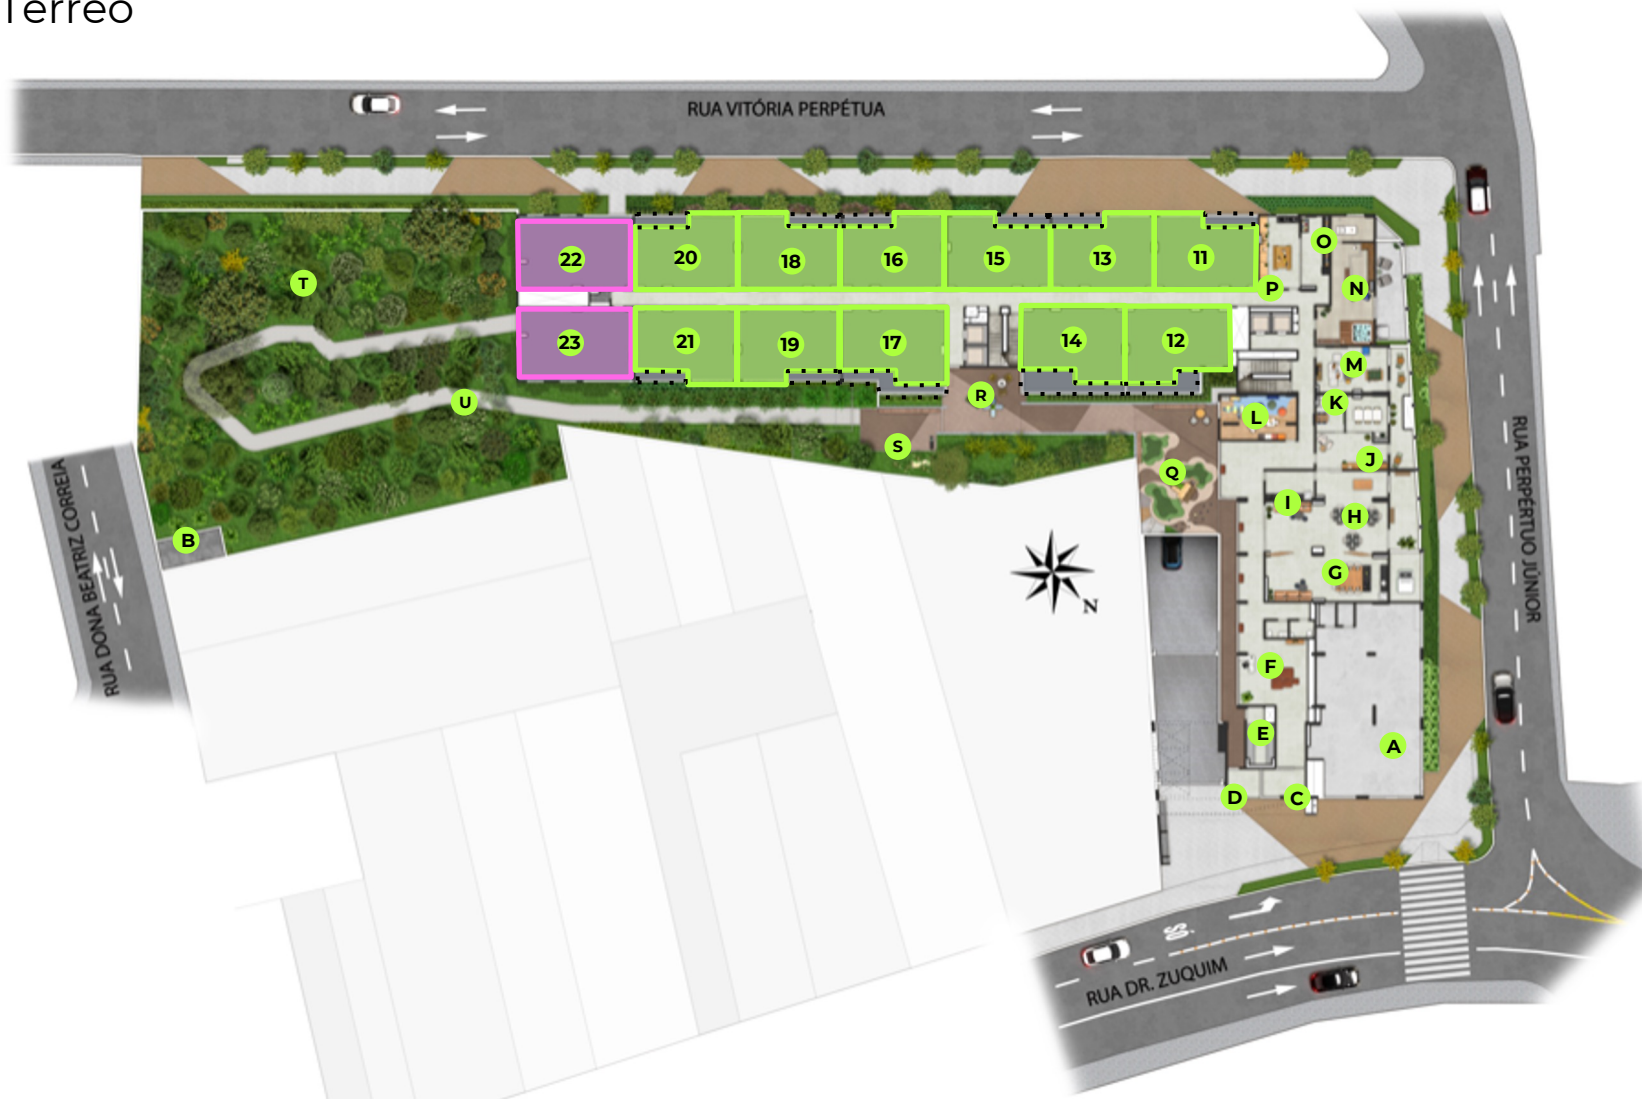 Térreo
RUA VITÓRIA PERPÉTUA
22
20
18
16
15
13
11
23
21
19
17
14
12
O
P
N
T
M
K
L
R
U
S
J
Q
I
H
B
G
F
E
A
D
C
N
RUA DONA BEATRIZ CORREIA
RUA PERPÉRTUO JÚNIOR
RUA DR. ZUQUIM